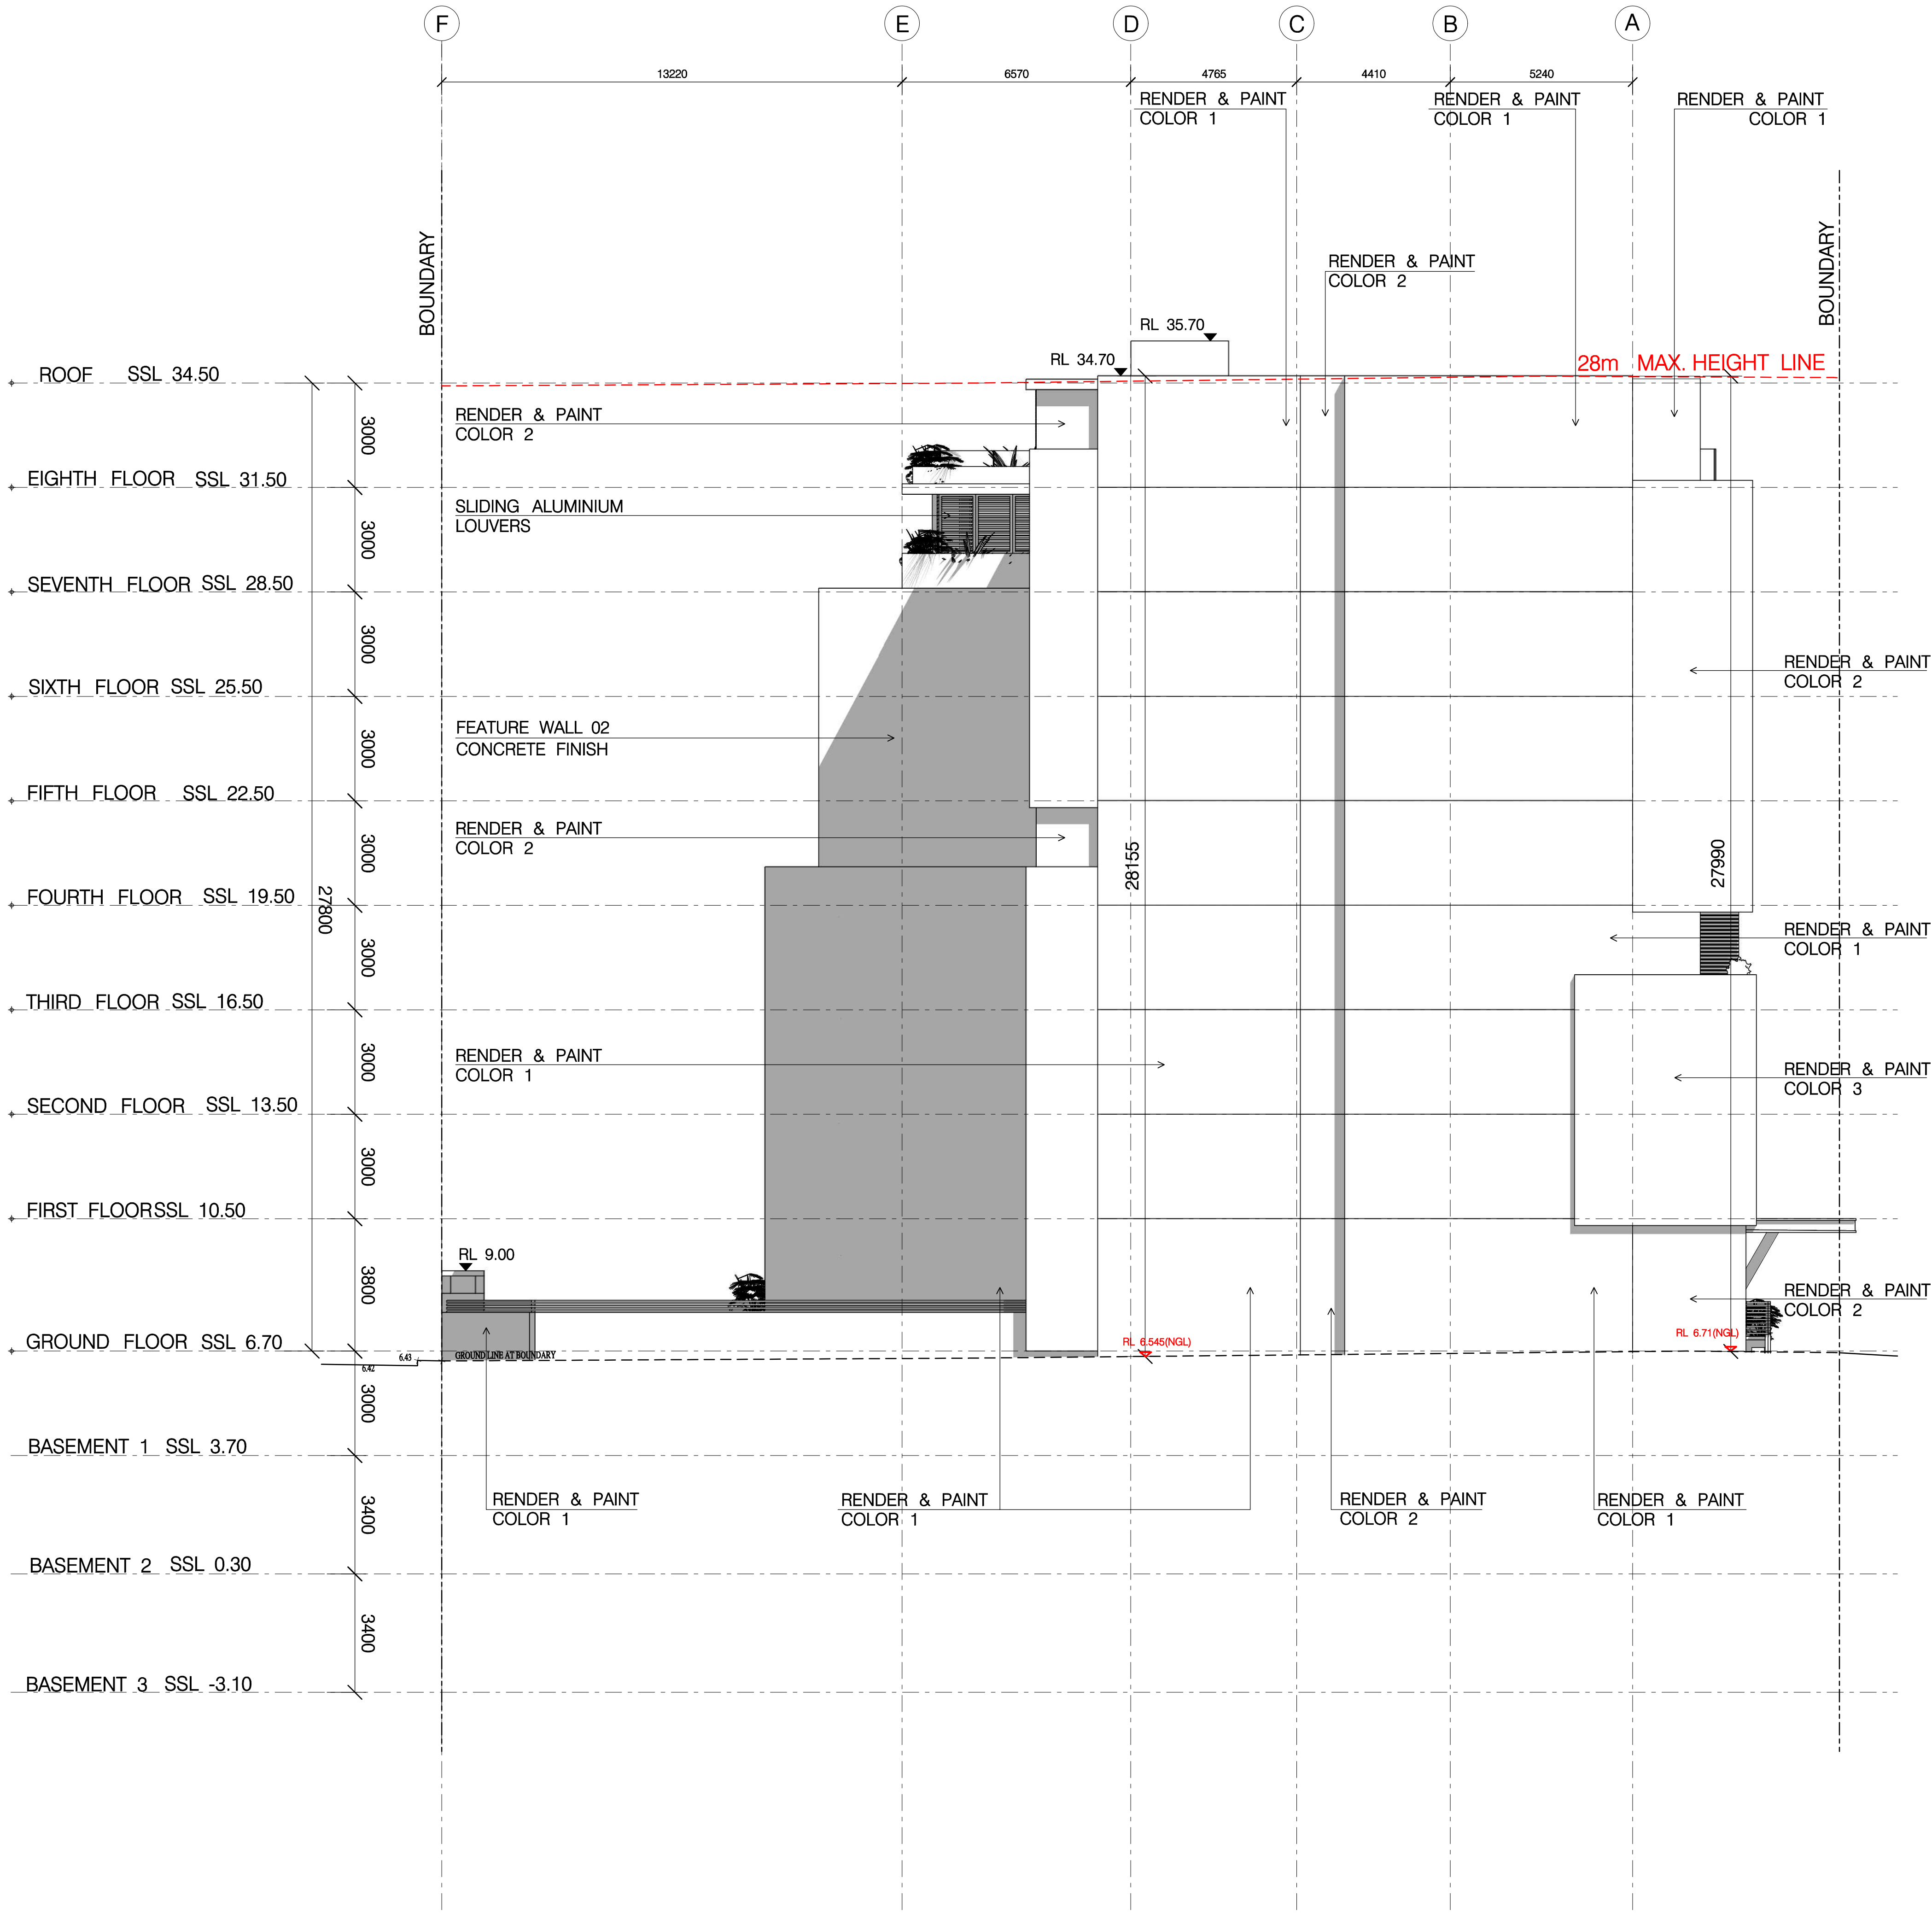 F E D C B A
13220 6570 4765 4410 5240
RENDER & PAINT
COLOR 1
RENDER & PAINT
COLOR 1
RENDER & PAINT
COLOR 1
BOUNDARY
BOUNDARY
RENDER & PAINT
COLOR 2
RL 35.70
RL 34.70
28m MAX. HEIGHT LINE
ROOF SSL 34.50
3000
RENDER & PAINT
COLOR 2
EIGHTH FLOOR SSL 31.50
SLIDING ALUMINIUM
LOUVERS
3000
SEVENTH FLOOR SSL 28.50
3000
RENDER & PAINT
COLOR 2
SIXTH FLOOR SSL 25.50
FEATURE WALL 02
CONCRETE FINISH
3000
FIFTH FLOOR SSL 22.50
RENDER & PAINT
COLOR 2
3000
28155
27990
FOURTH FLOOR SSL 19.50
27800
RENDER & PAINT
COLOR 1
3000
THIRD FLOOR SSL 16.50
RENDER & PAINT
COLOR 1
3000
RENDER & PAINT
COLOR 3
SECOND FLOOR SSL 13.50
3000
FIRST FLOOR SSL 10.50
RL 9.00
3800
RENDER & PAINT
COLOR 2
GROUND FLOOR SSL 6.70
RL 6.545(NGL)
RL 6.71(NGL)
6.43
6.42
GROUND LINE AT BOUNDARY
3000
BASEMENT 1 SSL 3.70
RENDER & PAINT
COLOR 1
RENDER & PAINT
COLOR 1
RENDER & PAINT
COLOR 2
RENDER & PAINT
COLOR 1
3400
BASEMENT 2 SSL 0.30
3400
BASEMENT 3 SSL -3.10